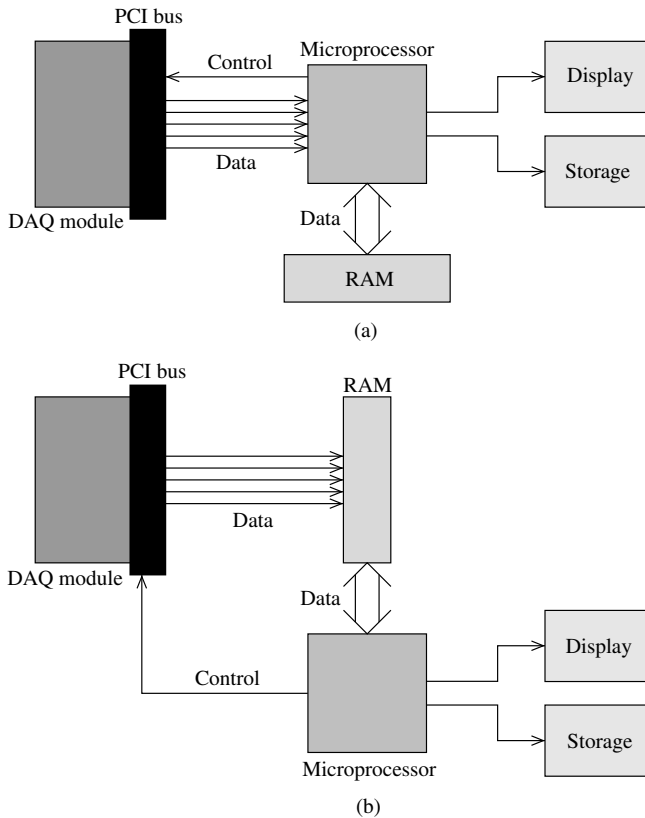 PCI bus
Microprocessor
Control
Display
Data
Storage
DAQ module
Data
RAM
(a)
PCI bus
RAM
Data
DAQ module
Data
Display
Control
Storage
Microprocessor
(b)